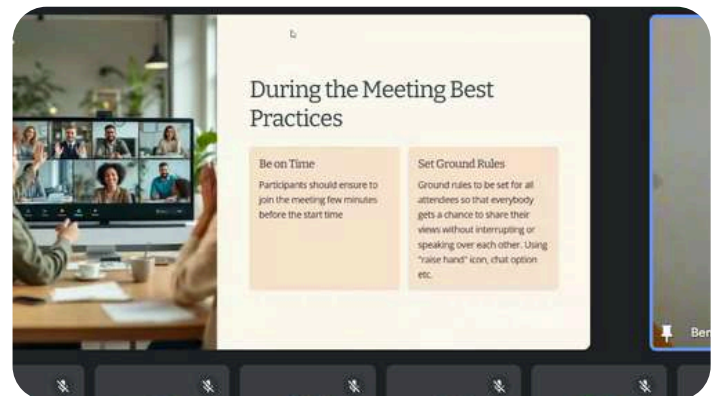 During the Meeting Best
Practices
Be on Time
Participants should ensure to
join the meeting few minutes
before the start time
Set Ground Rules
Ground rules to be set for all
attendees so that everybody
gets a chance to share their
views without interrupting or
speaking over each other. Using
"raise hand" icon, chat option
etc.
Ber